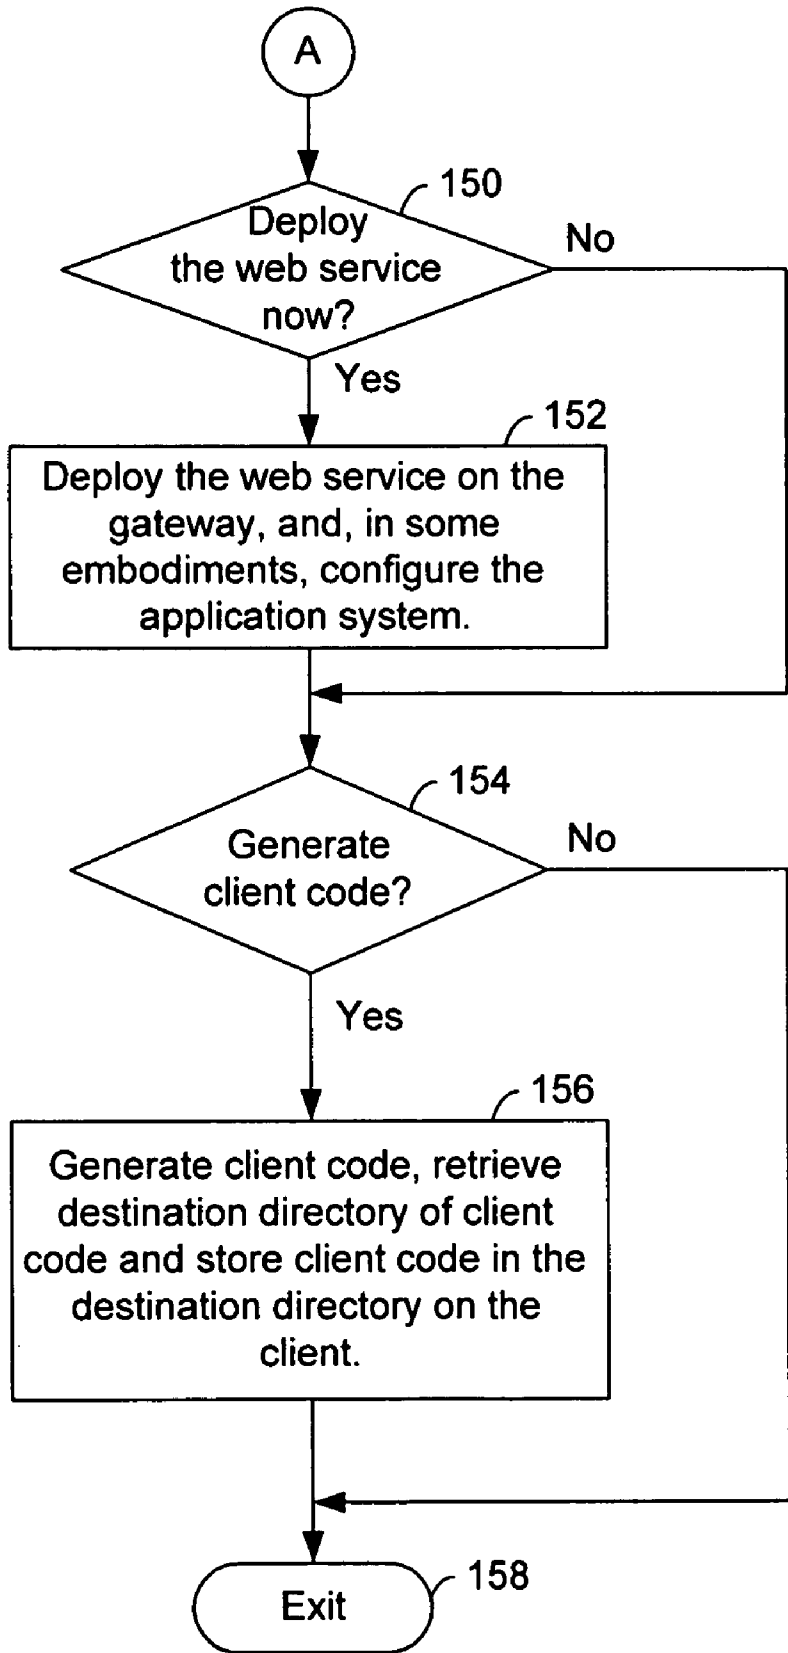 A
150
Deploy
the web service
now?
No
Yes
152
Deploy the web service on the
gateway, and, in some
embodiments, configure the
application system.
154
Generate
client code?
No
Yes
156
Generate client code, retrieve
destination directory of client
code and store client code in the
destination directory on the
client.
158
Exit